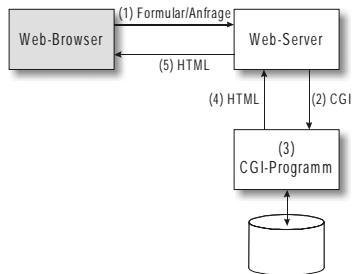 (1) Formular/Anfrage
Web-Browser
Web-Server
(5) HTML
(4) HTML
(2) CGI
(3)
CGI-Programm